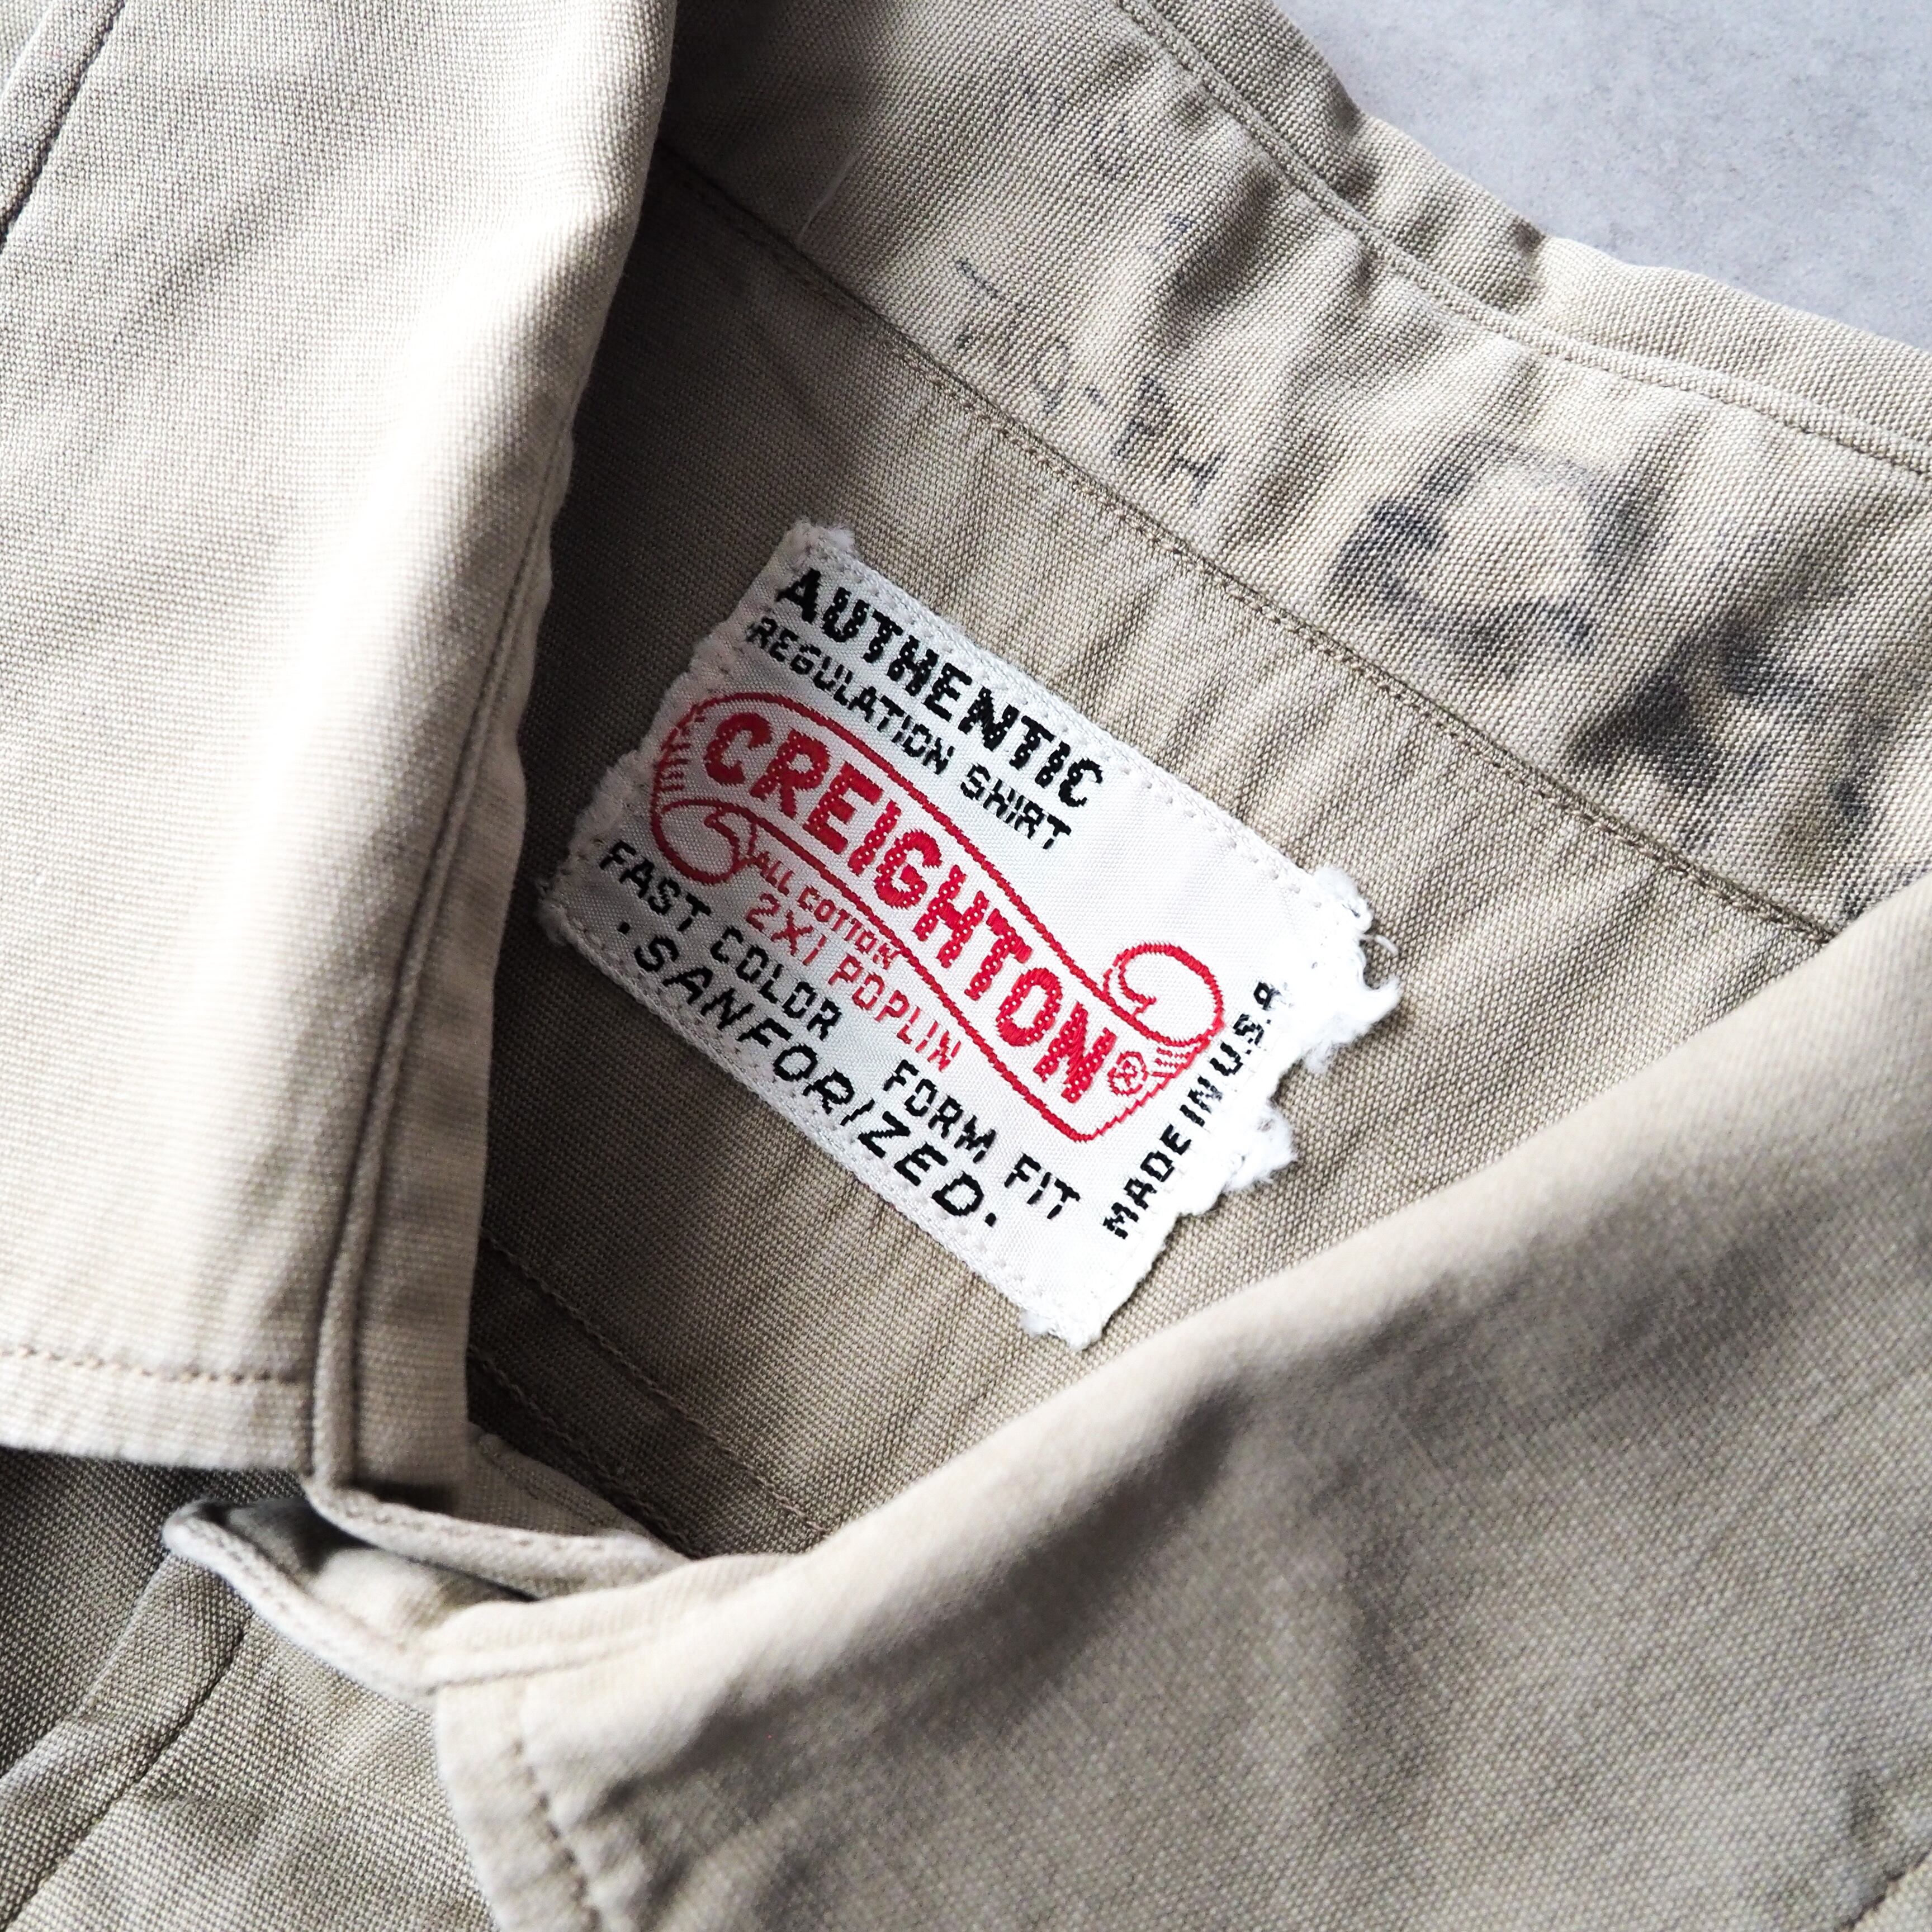 AUTHENTIC
REGULATION SHIRT
CREIGHTON®
ALL COTTON
2X1 POPLIN
FAST COLOR FORM FIT
. SANFORIZED.
MADE IN U.S.A